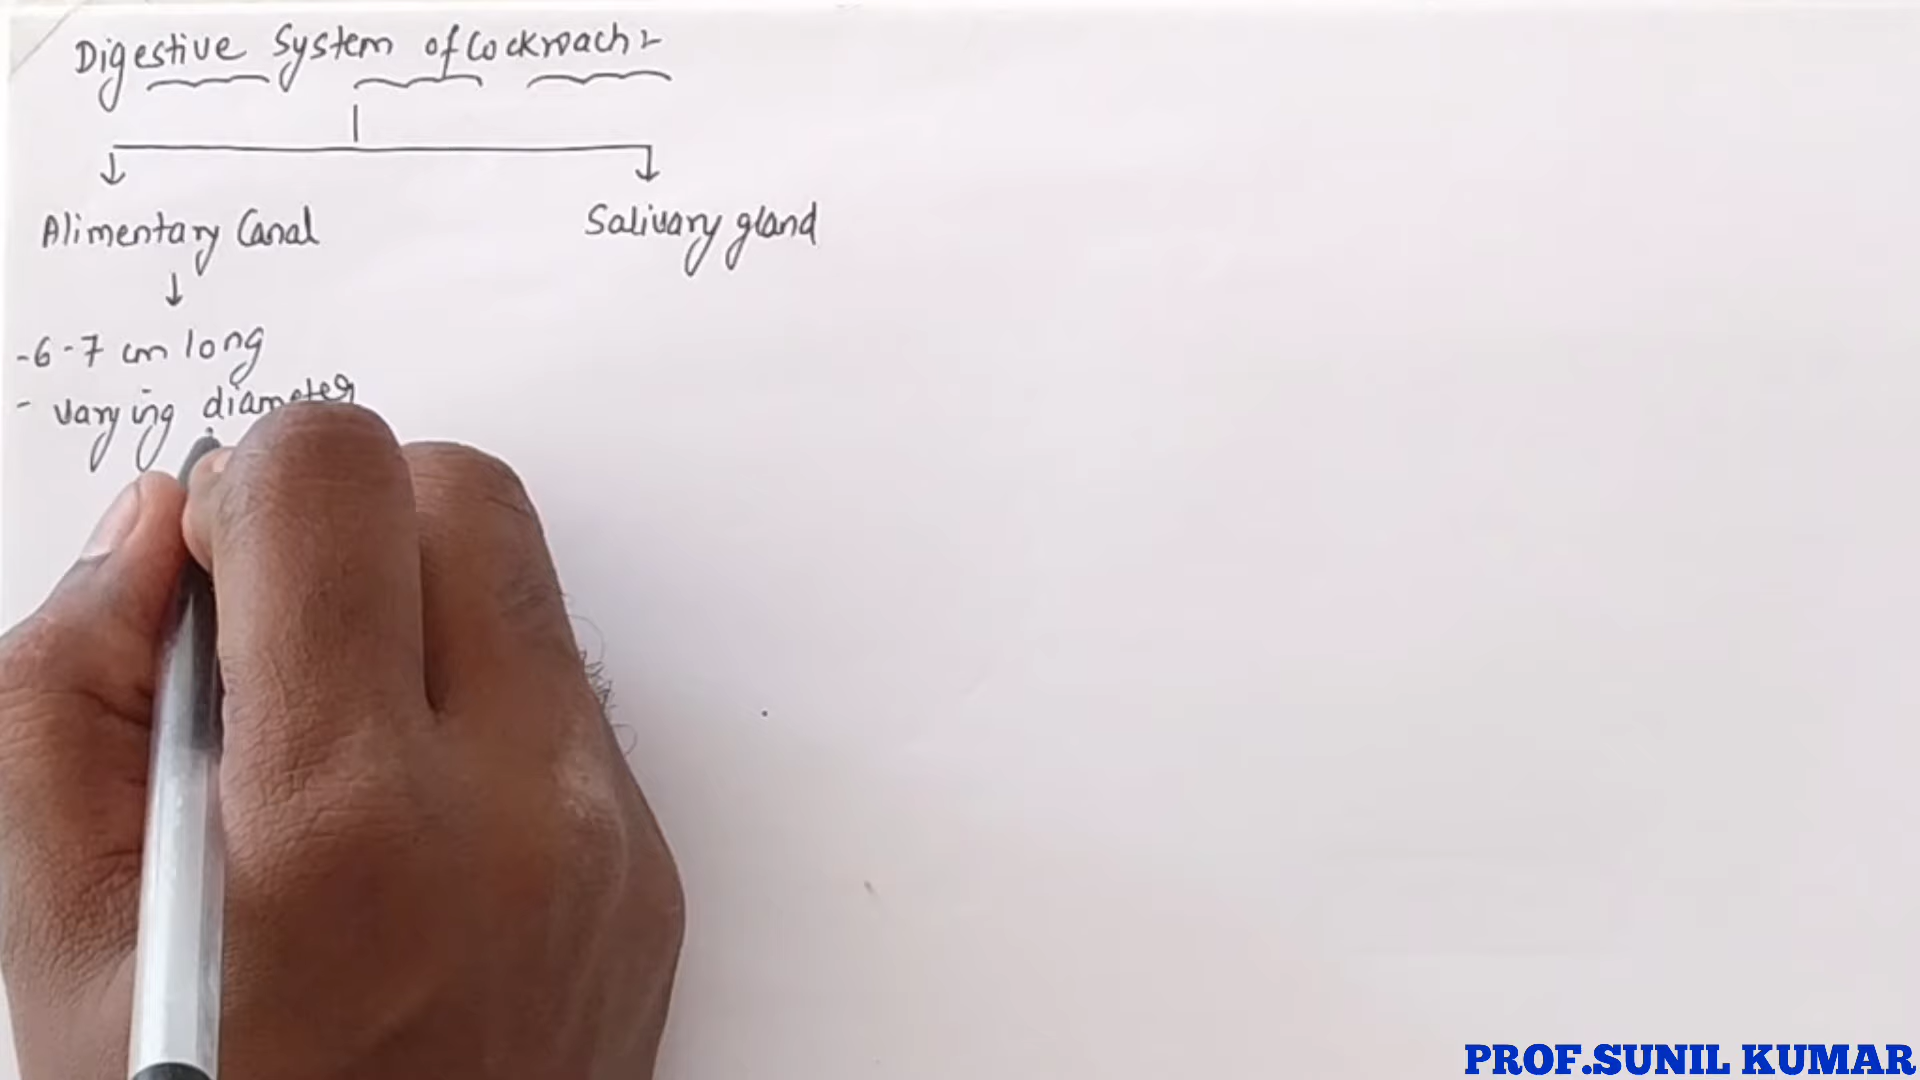 Digestive System of Cockroach :-
Alimentary Canal
Salivary gland
-6-7 cm long
- varying diameter
PROF.SUNIL KUMAR